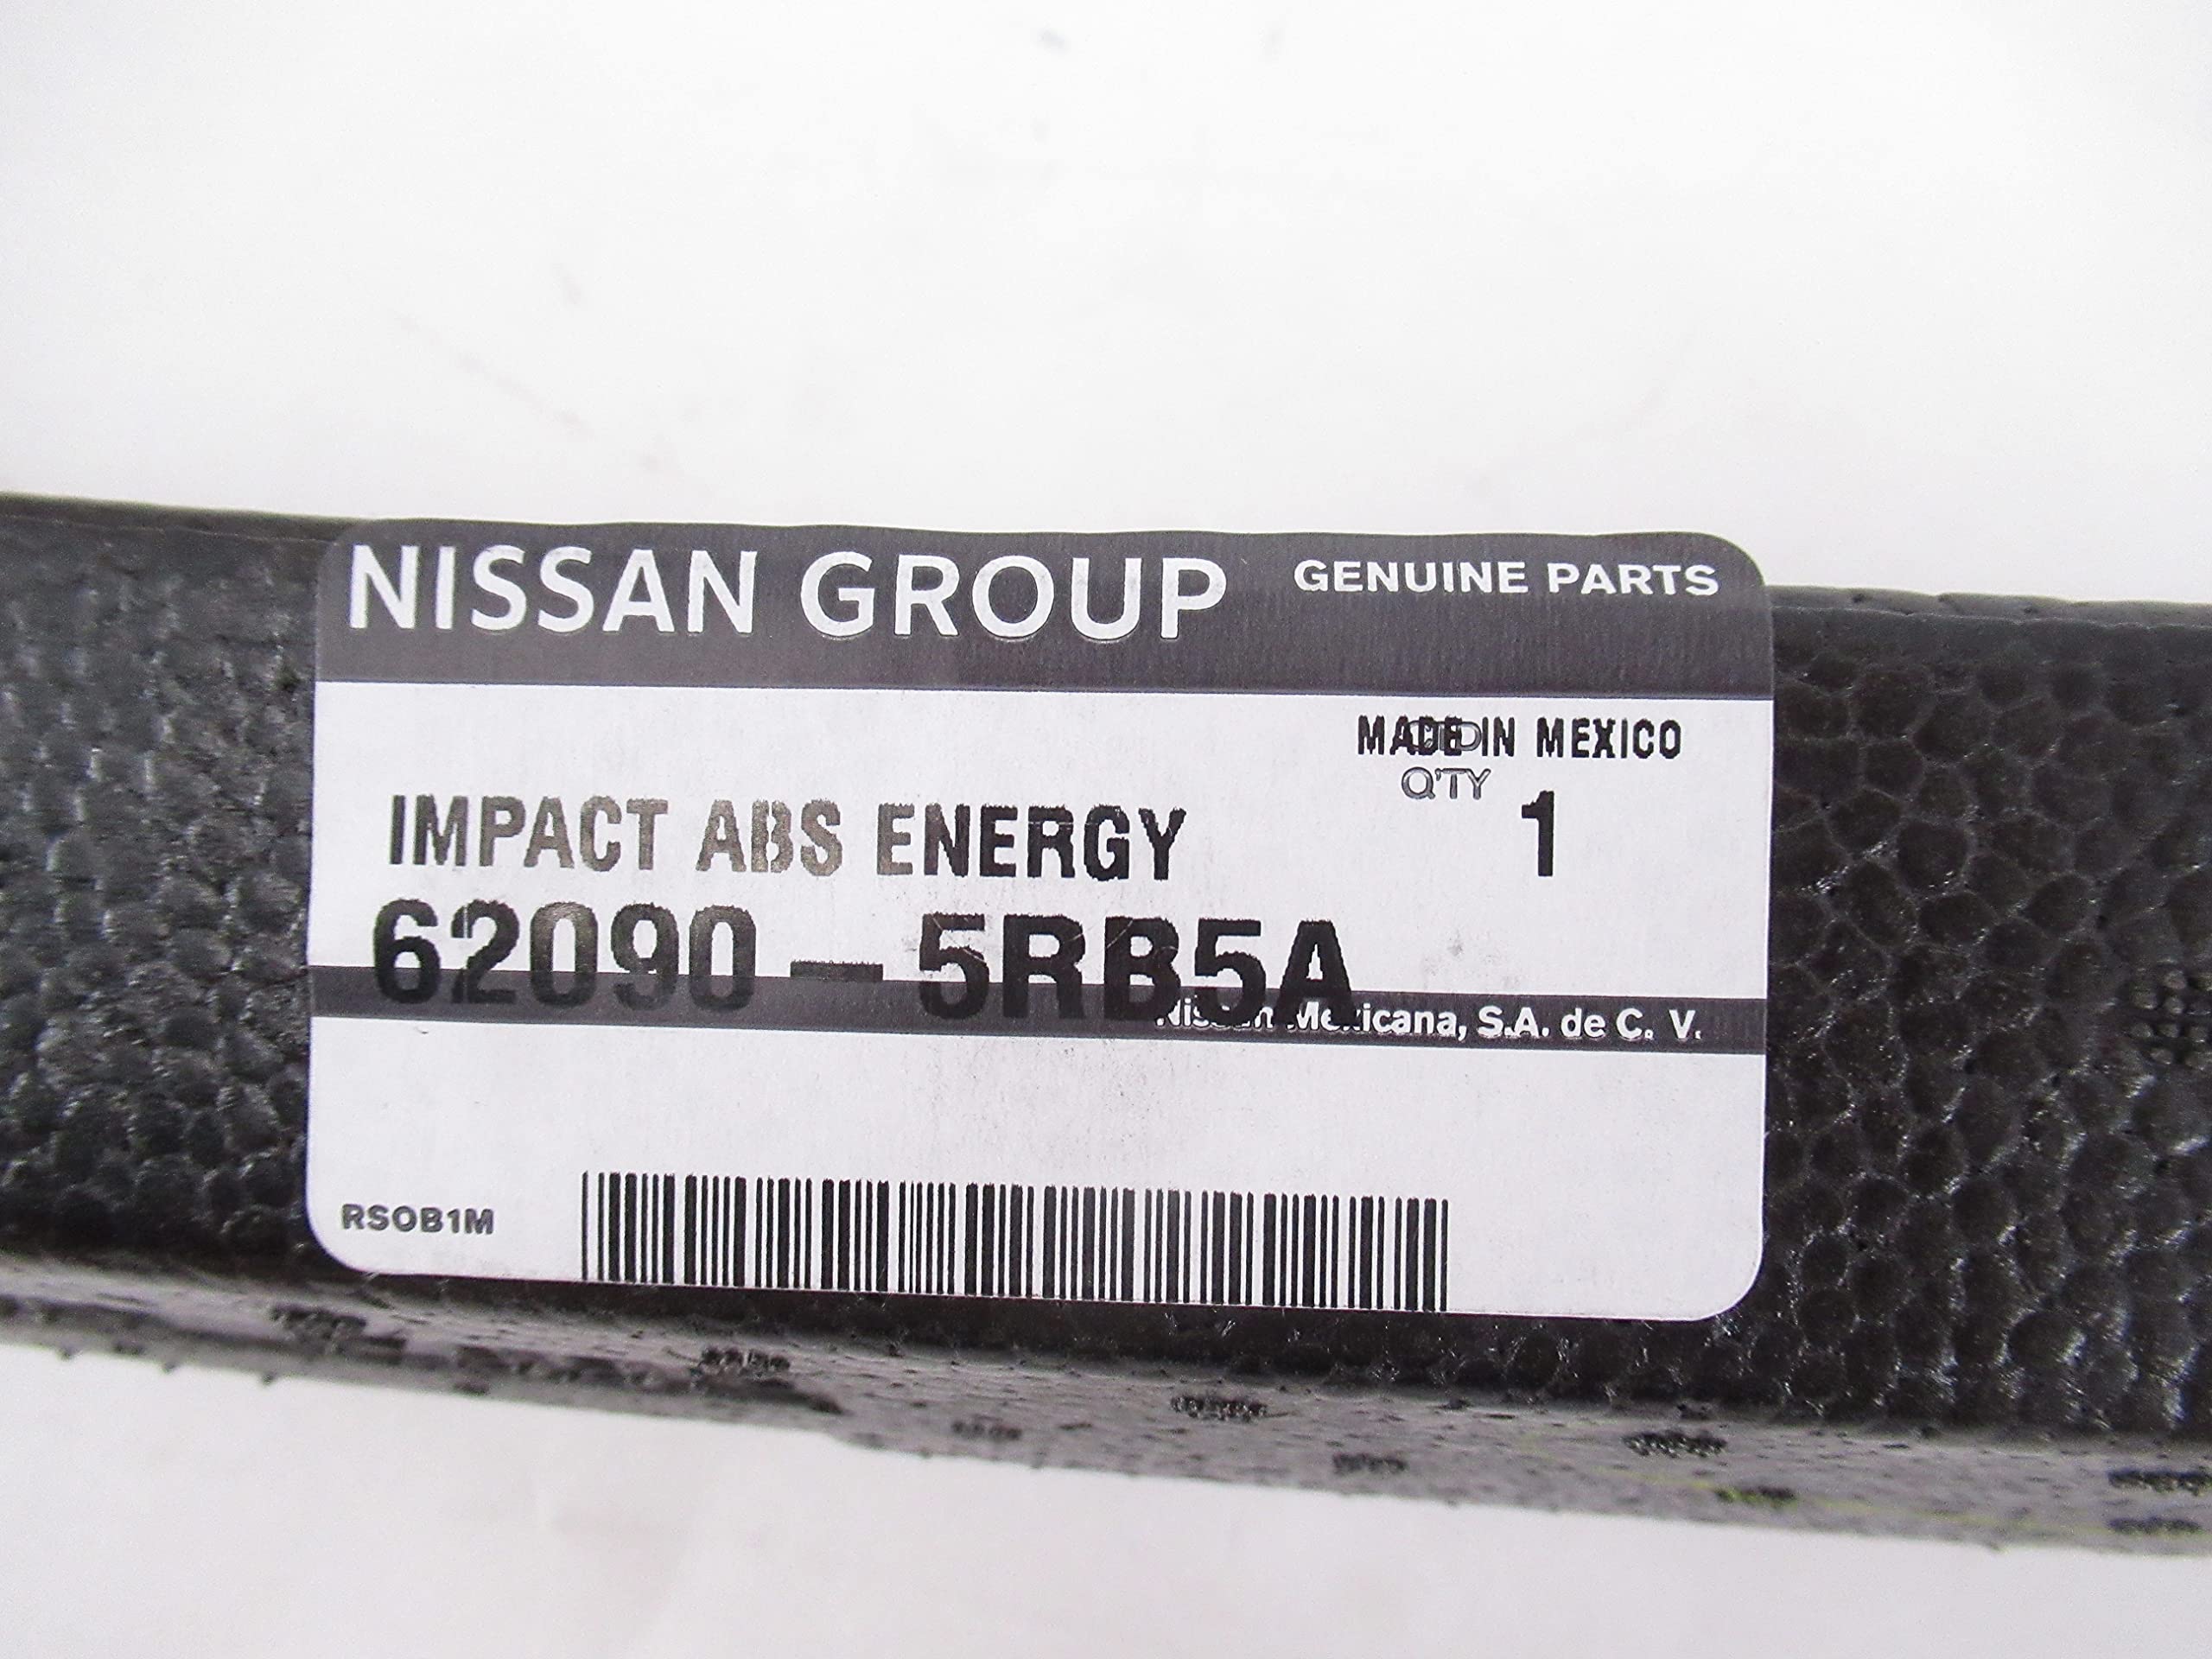 NISSAN GROUP GENUINE PARTS
MADE IN MEXICO
Q'TY 1
IMPACT ABS ENERGY
62090-5RB5A
Nissan Mexicana, S.A. de C. V.
RSOB1M